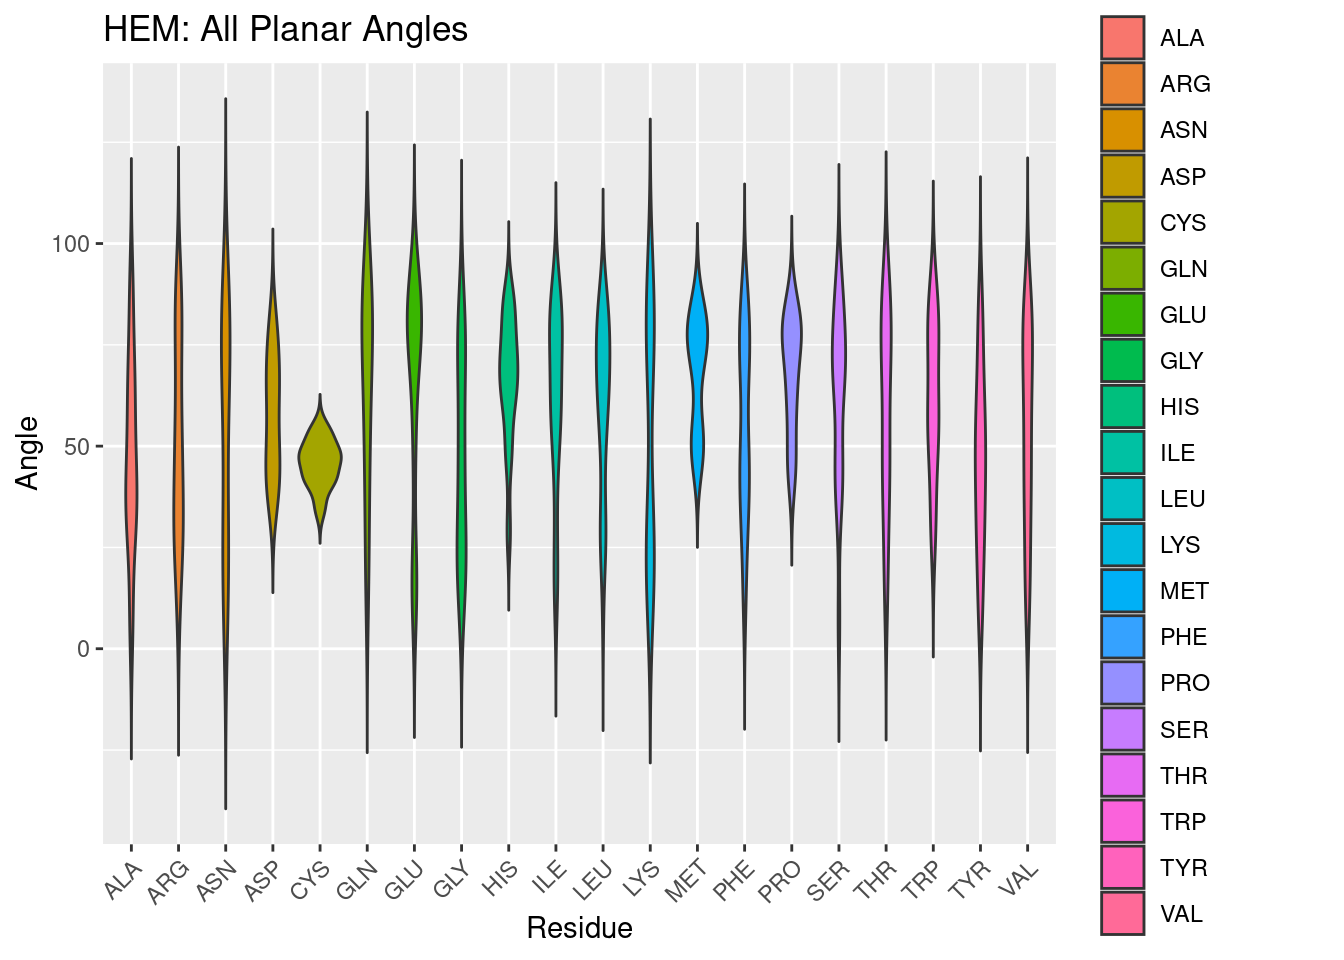 HEM: All Planar Angles
Angle
100
50
0
ALA
ARG
ASN
ASP
CYS
GLN
GLU
GLY
HIS
ILE
LEU
LYS
MET
PHE
PRO
SER
THR
TRP
TYR
VAL
Residue
ALA
ARG
ASN
ASP
CYS
GLN
GLU
GLY
HIS
ILE
LEU
LYS
MET
PHE
PRO
SER
THR
TRP
TYR
VAL